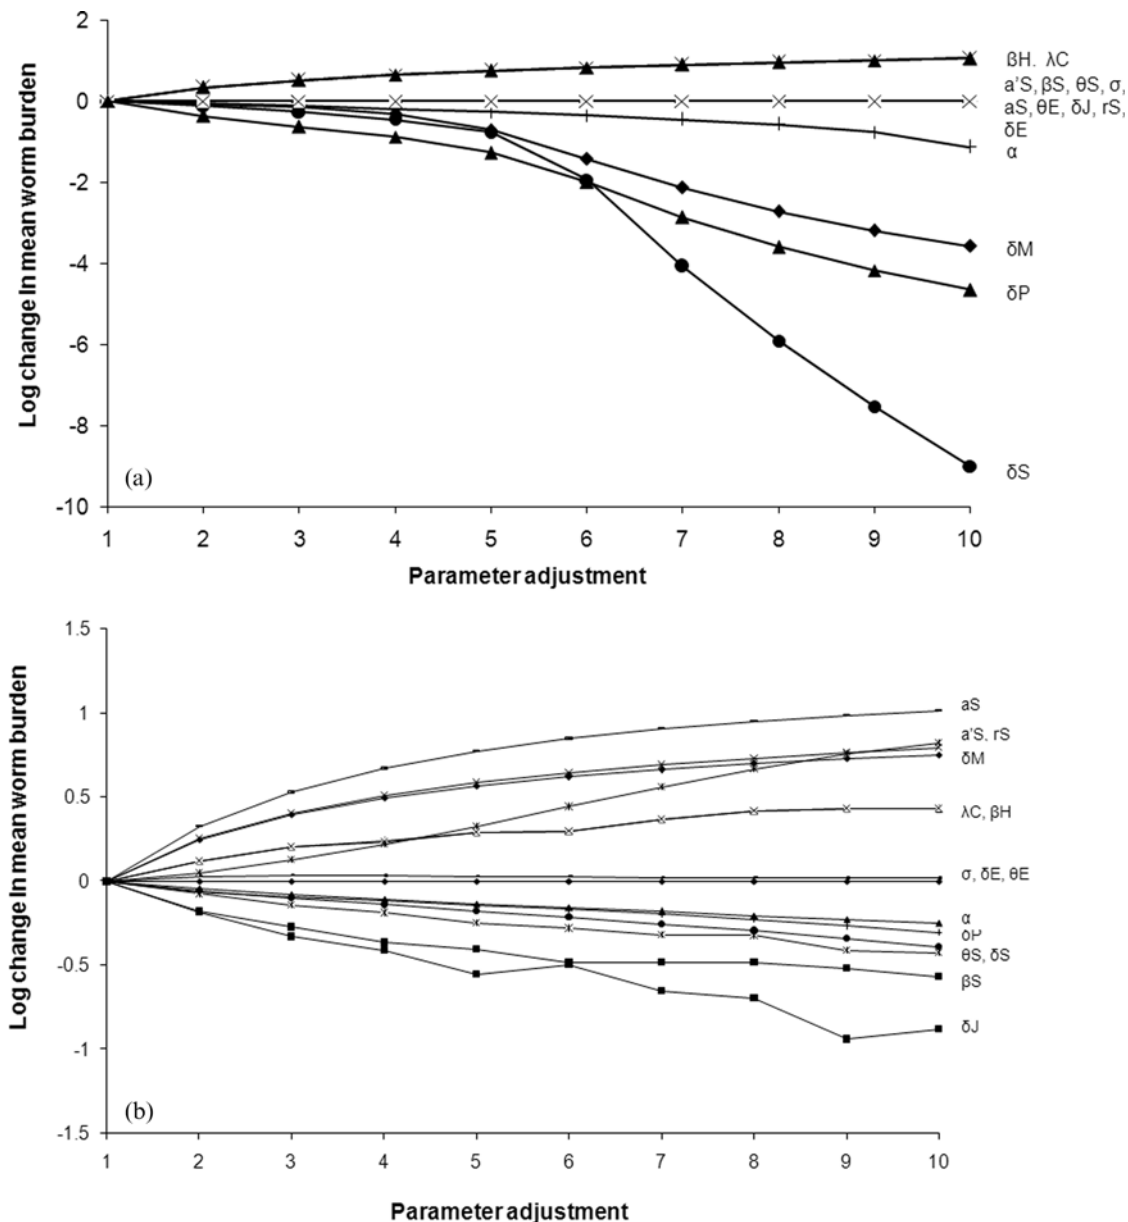 2
0
-2
-4
-6
-8
-10
Log change in mean worm burden
βH. λC
a'S, βS, θS, σ,
aS, θE, δJ, rS,
δE
α
δM
δP
δS
(a)
1 2 3 4 5 6 7 8 9 10
Parameter adjustment
1.5
1
0.5
0
-0.5
-1
-1.5
Log change in mean worm burden
aS
a'S, rS
δM
λC, βH
σ, δE, θE
α
δP
θS, δS
βS
δJ
(b)
1 2 3 4 5 6 7 8 9 10
Parameter adjustment